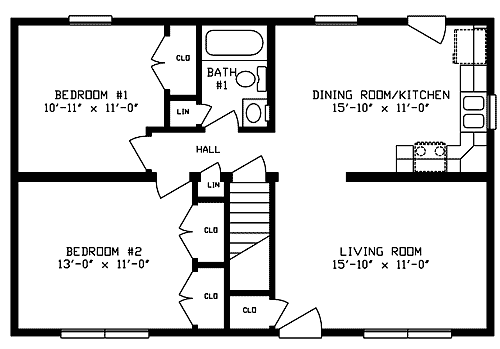 CLO
BATH
#1
BEDROOM #1
10'-11" x 11'-0"
DINING ROOM/KITCHEN
15'-10" x 11'-0"
LIN
HALL
LIN
CLO
BEDROOM #2
13'-0" x 11'-0"
LIVING ROOM
15'-10" x 11'-0"
CLO
CLO